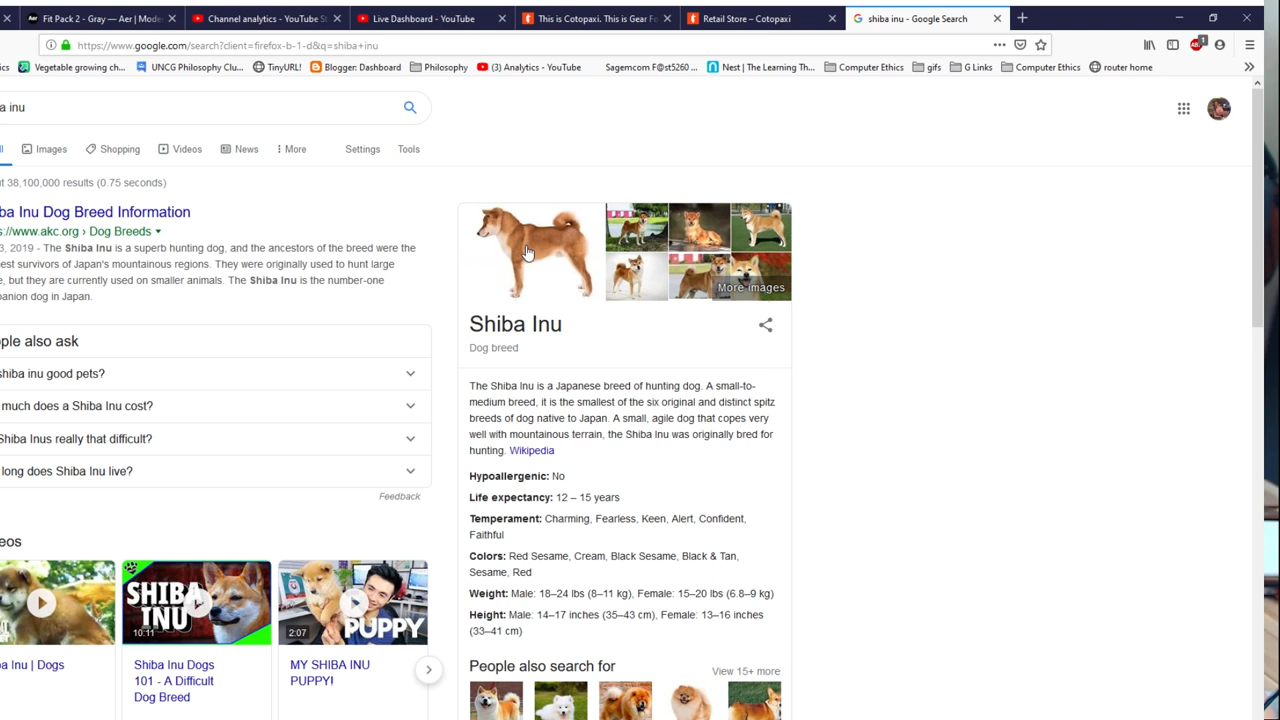 Fit Pack 2 - Gray — Aer | Mode
Channel analytics - YouTube S
Live Dashboard - YouTube
This is Cotopaxi. This is Gear F
Retail Store – Cotopaxi
shiba inu - Google Search
https://www.google.com/search?client=firefox-b-1-d&q=shiba+inu
ics
Vegetable growing ch...
UNCG Philosophy Clu...
TinyURL!
Blogger: Dashboard
Philosophy
(3) Analytics - YouTube
Sagemcom F@st5260 ...
Nest | The Learning Th...
Computer Ethics
gifs
G Links
Computer Ethics
router home
a inu
Images
Shopping
Videos
News
More
Settings
Tools
t 38,100,000 results (0.75 seconds)
ba Inu Dog Breed Information
s://www.akc.org › Dog Breeds
3, 2019 - The Shiba Inu is a superb hunting dog, and the ancestors of the breed were the
est survivors of Japan's mountainous regions. They were originally used to hunt large
e, but they are currently used on smaller animals. The Shiba Inu is the number-one
panion dog in Japan.
ople also ask
shiba inu good pets?
much does a Shiba Inu cost?
Shiba Inus really that difficult?
long does Shiba Inu live?
Feedback
eos
SHIBA
INU
10:11
PUPPY
2:07
a Inu | Dogs
Shiba Inu Dogs
101 - A Difficult
Dog Breed
MY SHIBA INU
PUPPY!
More images
Shiba Inu
Dog breed
The Shiba Inu is a Japanese breed of hunting dog. A small-to-
medium breed, it is the smallest of the six original and distinct spitz
breeds of dog native to Japan. A small, agile dog that copes very
well with mountainous terrain, the Shiba Inu was originally bred for
hunting. Wikipedia
Hypoallergenic: No
Life expectancy: 12 – 15 years
Temperament: Charming, Fearless, Keen, Alert, Confident,
Faithful
Colors: Red Sesame, Cream, Black Sesame, Black & Tan,
Sesame, Red
Weight: Male: 18–24 lbs (8–11 kg), Female: 15–20 lbs (6.8–9 kg)
Height: Male: 14–17 inches (35–43 cm), Female: 13–16 inches
(33–41 cm)
People also search for
View 15+ more